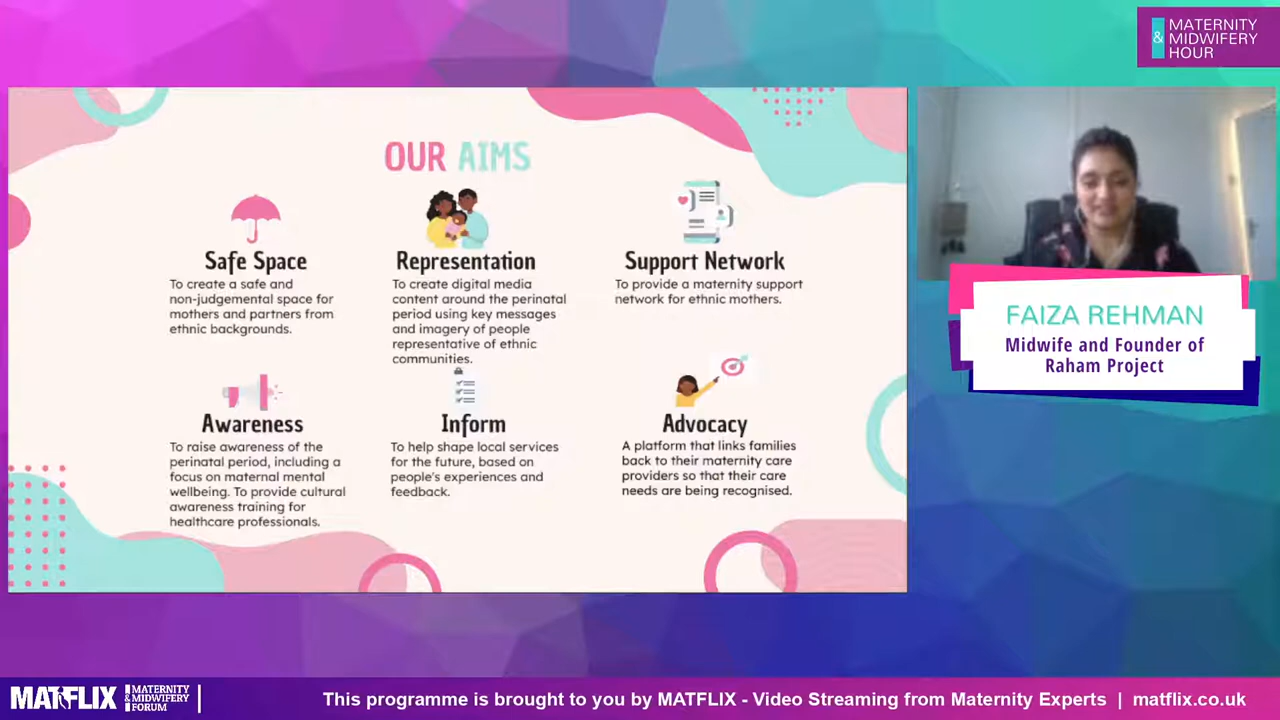 MATERNITY
& MIDWIFERY
HOUR
OUR AIMS
Safe Space
To create a safe and
non-judgemental space for
mothers and partners from
ethnic backgrounds.
Representation
To create digital media
content around the perinatal
period using key messages
and imagery of people
representative of ethnic
communities.
Support Network
To provide a maternity support
network for ethnic mothers.
Awareness
To raise awareness of the
perinatal period, including a
focus on maternal mental
wellbeing. To provide cultural
awareness training for
healthcare professionals.
Inform
To help shape local services
for the future, based on
people's experiences and
feedback.
Advocacy
A platform that links families
back to their maternity care
providers so that their care
needs are being recognised.
FAIZA REHMAN
Midwife and Founder of
Raham Project
MATFLIX
MATERNITY
& MIDWIFERY
FORUM
This programme is brought to you by MATFLIX - Video Streaming from Maternity Experts | matflix.co.uk